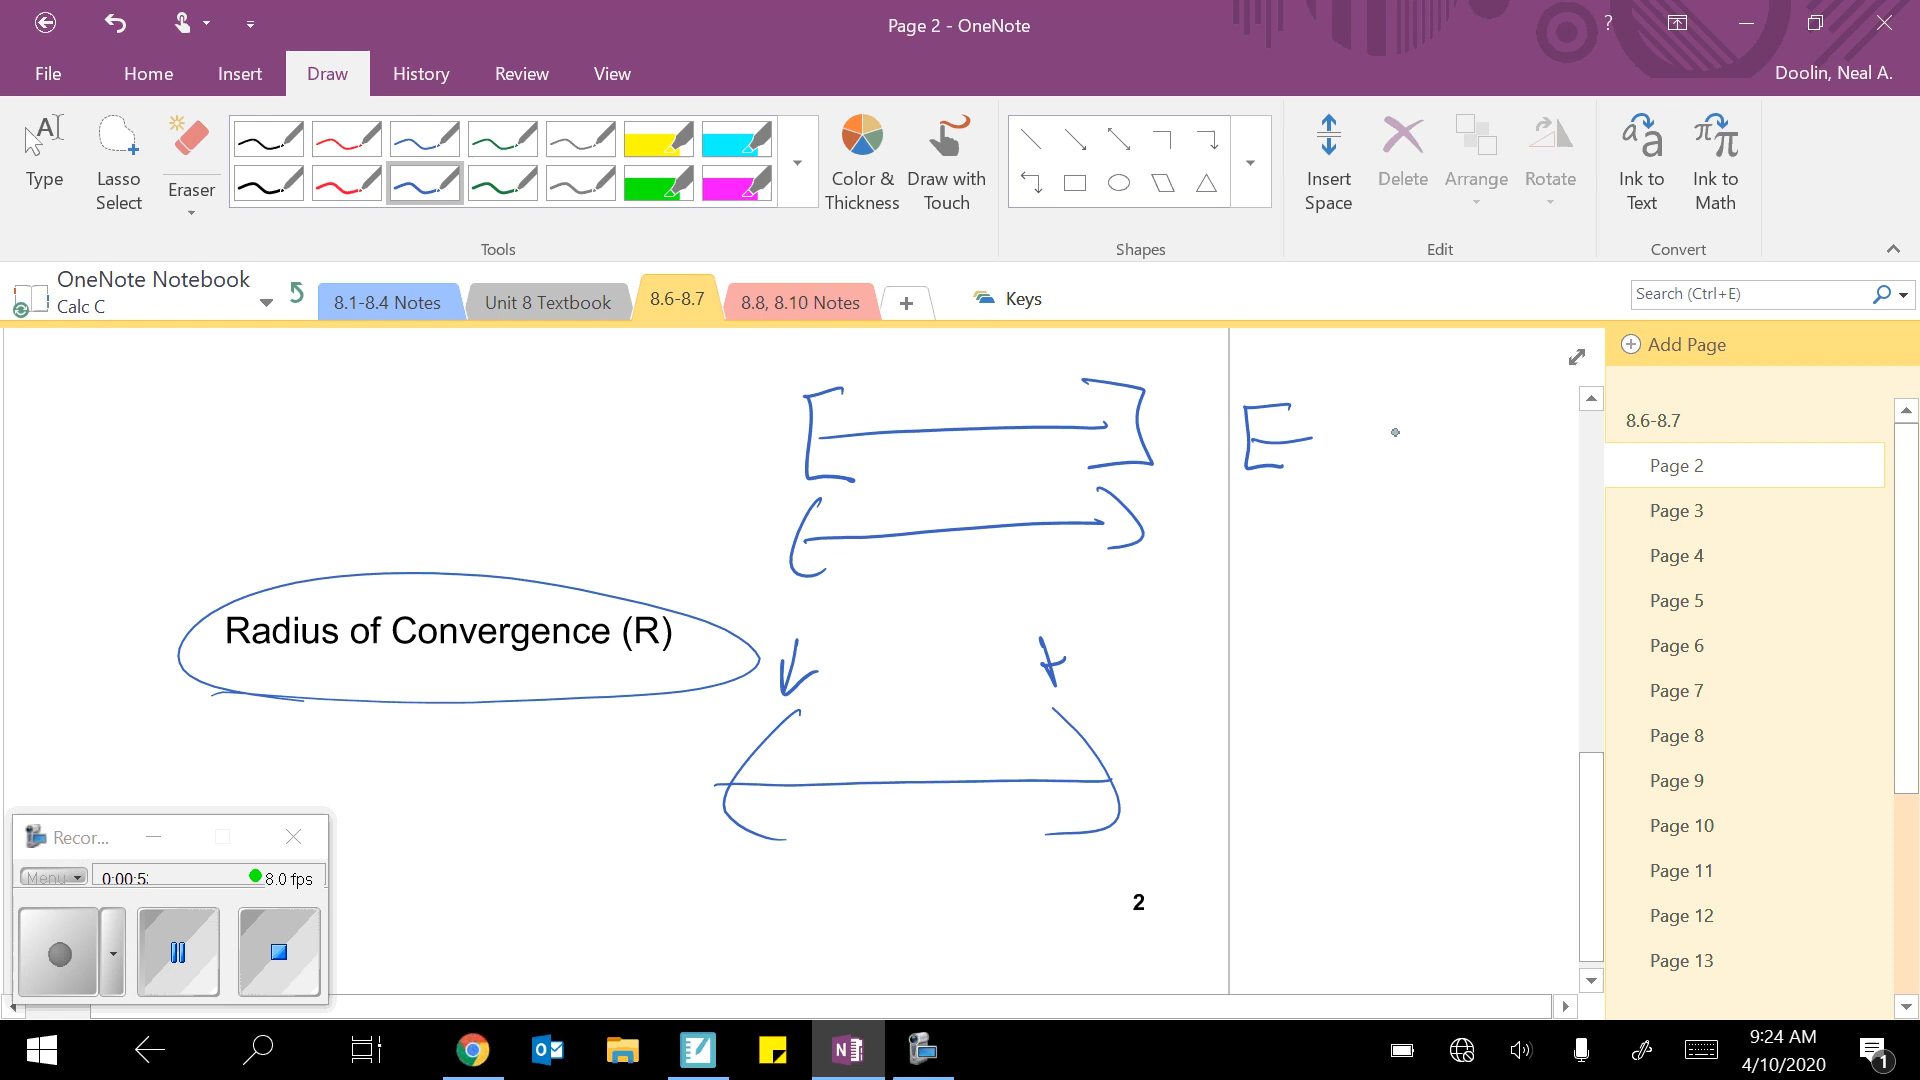 Page 2 - OneNote
?
Doolin, Neal A.
File Home Insert Draw History Review View
Type
Lasso Select
Eraser
Color & Thickness
Draw with Touch
Insert Space
Delete
Arrange
Rotate
Ink to Text
Ink to Math
Tools Shapes Edit Convert
OneNote Notebook
Calc C
8.1-8.4 Notes
Unit 8 Textbook
8.6-8.7
8.8, 8.10 Notes
Keys
Search (Ctrl+E)
Add Page
8.6-8.7
Page 2
Page 3
Page 4
Page 5
Page 6
Page 7
Page 8
Page 9
Page 10
Page 11
Page 12
Page 13
Radius of Convergence (R)
2
Recor...
Menu
0:00:5
8.0 fps
9:24 AM
4/10/2020
1